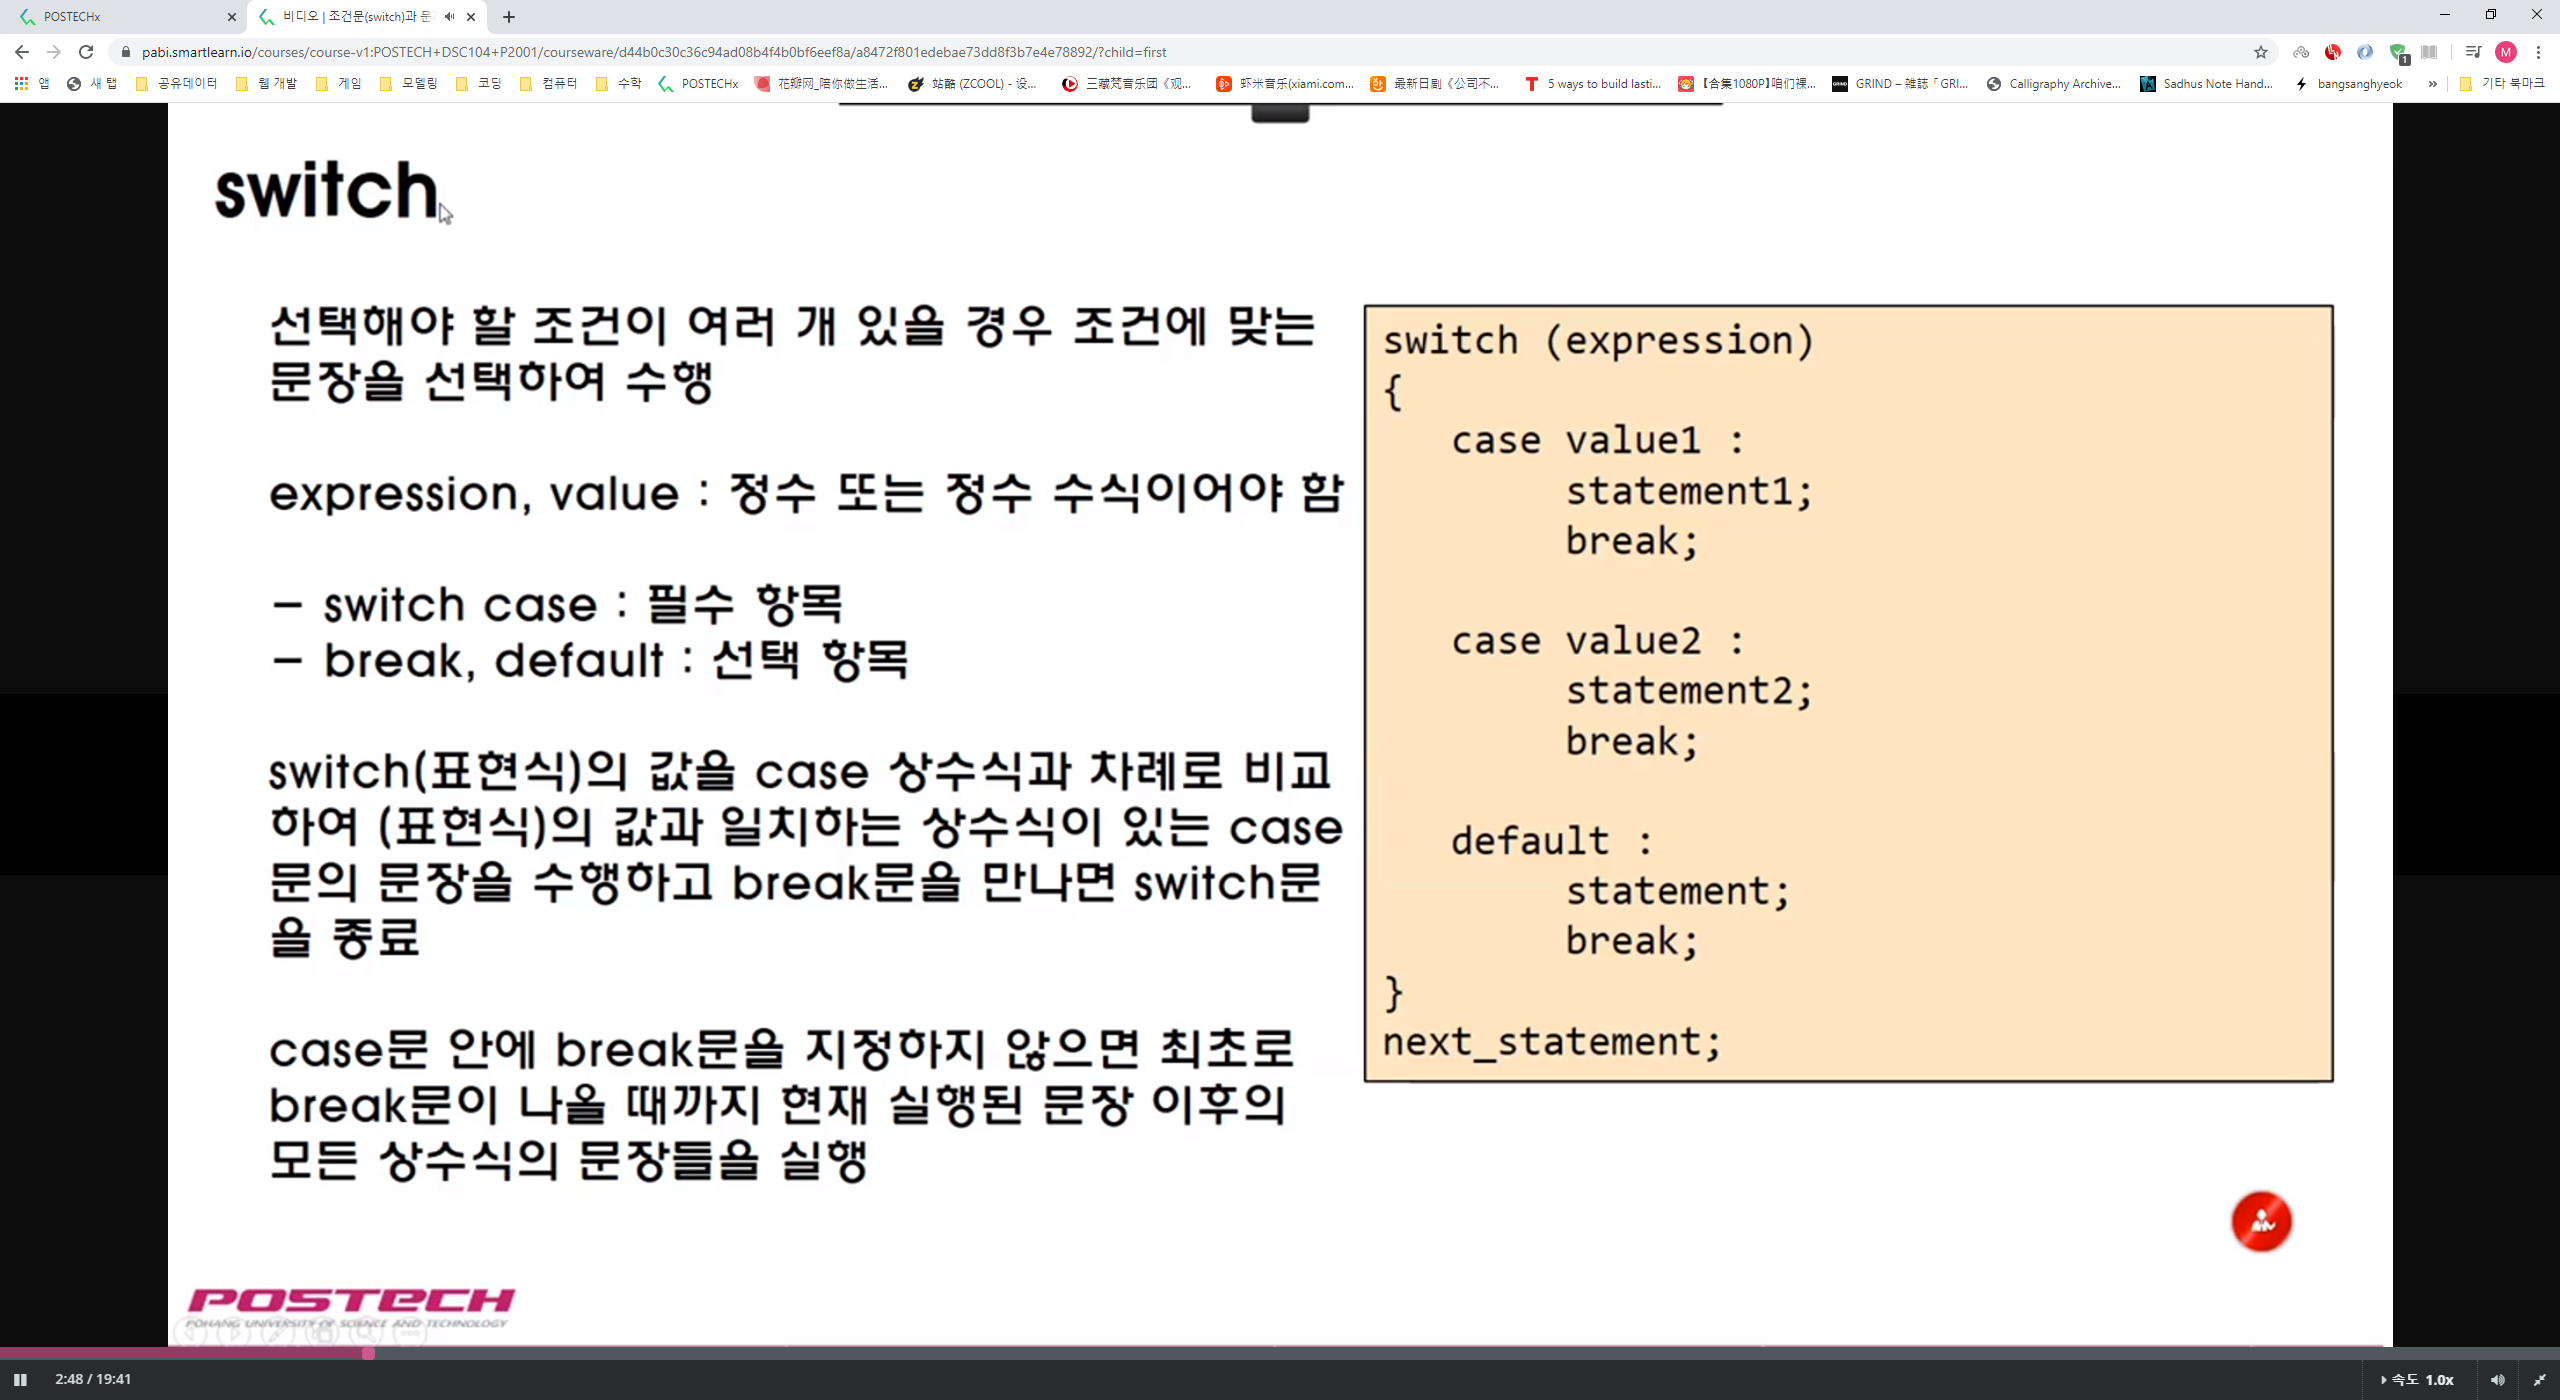 POSTECHx
비디오 | 조건문(switch)과 문
pabi.smartlearn.io/courses/course-v1:POSTECH+DSC104+P2001/courseware/d44b0c30c36c94ad08b4f4b0bf6eef8a/a8472f801edebae73dd8f3b7e4e78892/?child=first
M
1
앱 새 탭 공유데이터 웹 개발 게임 모델링 코딩 컴퓨터 수학 POSTECHx 花瓣网_陪你做生活... 站酷 (ZCOOL) - 设... 三藏梵音乐团《观... 虾米音乐(xiami.com... 最新日剧《公司不... 5 ways to build lasti... 【合集1080P】咱们裸... GRIND – 雑誌「GRI... Calligraphy Archive... Sadhus Note Hand... bangsanghyeok » 기타 북마크
switch
선택해야 할 조건이 여러 개 있을 경우 조건에 맞는
문장을 선택하여 수행
expression, value : 정수 또는 정수 수식이어야 함
– switch case : 필수 항목
– break, default : 선택 항목
switch(표현식)의 값을 case 상수식과 차례로 비교
하여 (표현식)의 값과 일치하는 상수식이 있는 case
문의 문장을 수행하고 break문을 만나면 switch문
을 종료
case문 안에 break문을 지정하지 않으면 최초로
break문이 나올 때까지 현재 실행된 문장 이후의
모든 상수식의 문장들을 실행
switch (expression)
{
case value1 :
statement1;
break;
case value2 :
statement2;
break;
default :
statement;
break;
}
next_statement;
POSTECH
POHANG UNIVERSITY OF SCIENCE AND TECHNOLOGY
2:48 / 19:41
속도 1.0x